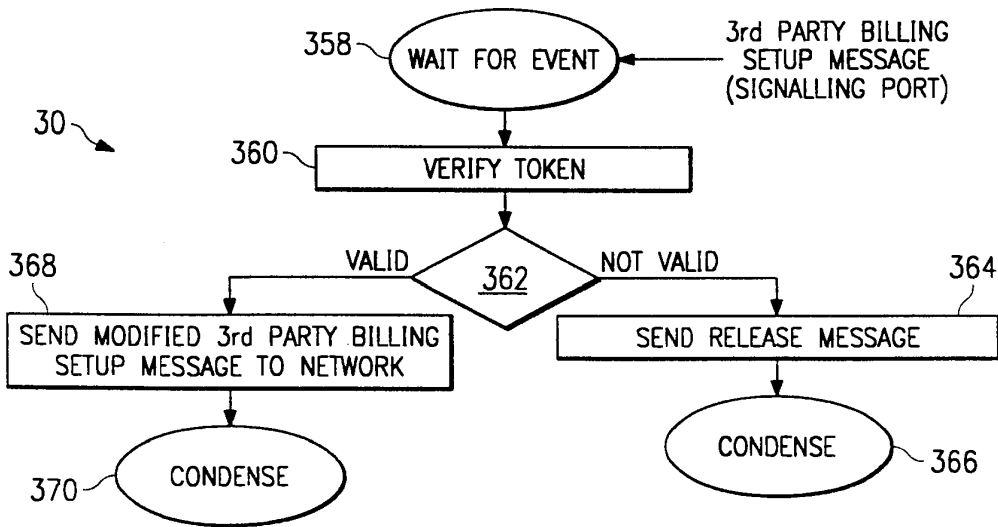 358
WAIT FOR EVENT
3rd PARTY BILLING
SETUP MESSAGE
(SIGNALLING PORT)
30
360
VERIFY TOKEN
VALID
362
NOT VALID
368
SEND MODIFIED 3rd PARTY BILLING
SETUP MESSAGE TO NETWORK
364
SEND RELEASE MESSAGE
CONDENSE
370
CONDENSE
366